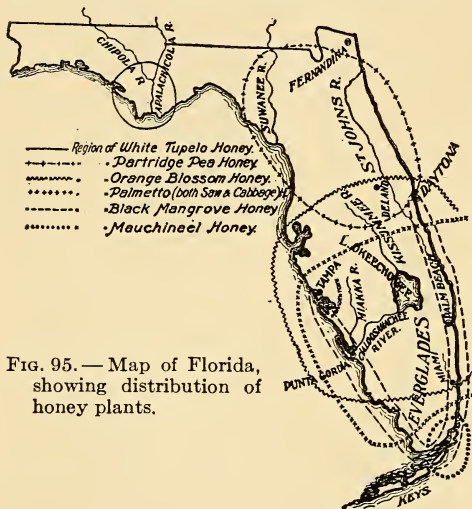 CHIPOLA R.
APALACHICOLA R.
SUWANEE R.
FERNANDINA
ST JOHNS R.
Region of White Tupelo Honey.
" Partridge Pea Honey.
" Orange Blossom Honey.
" Palmetto (both Saw & Cabbage) H.
" Black Mangrove Honey
" Mauchineel Honey.
DAYTONA
DELAND
KISSIMMEE R.
L. OKEECHOBEE
TAMPA
MIAKKA R.
CALOOSAHACHEE
RIVER.
PALM BEACH
PUNTA GORDA
EVERGLADES
MIAMI
KEYS.
FIG. 95.— Map of Florida,
showing distribution of
honey plants.